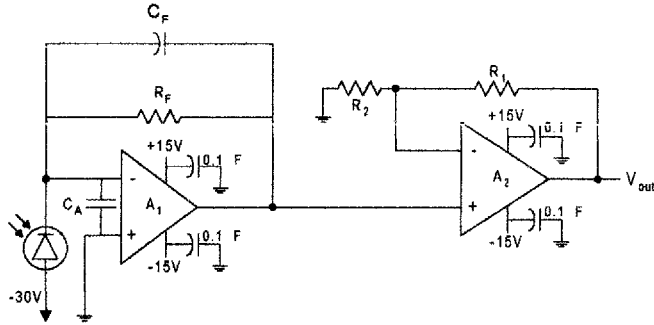 C_F
R_F
R_1
R_2
+15V
0.1 F
+15V
0.1 F
-
C_A
A_1
+
-
A_2
+
V_out
0.1 F
-15V
0.1 F
-15V
-30V